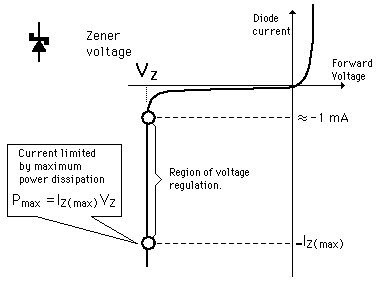 Diode
current
Zener
voltage
Forward
Voltage
VZ
≈ -1 mA
Current limited
by maximum
power dissipation
Pmax = IZ(max) VZ
Region of voltage
regulation.
-IZ(max)